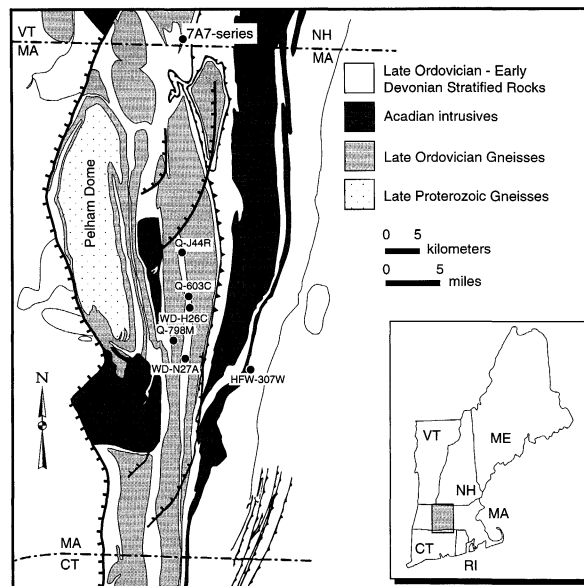 VT
MA
7A7-series
NH
MA
Pelham Dome
Q-J44R
Q-603C
WD-H26C
Q-798M
WD-N27A
HFW-307W
N
MA
CT
Late Ordovician - Early
Devonian Stratified Rocks
Acadian intrusives
Late Ordovician Gneisses
Late Proterozoic Gneisses
0 5
kilometers
0 5
miles
VT
ME
NH
MA
CT
RI